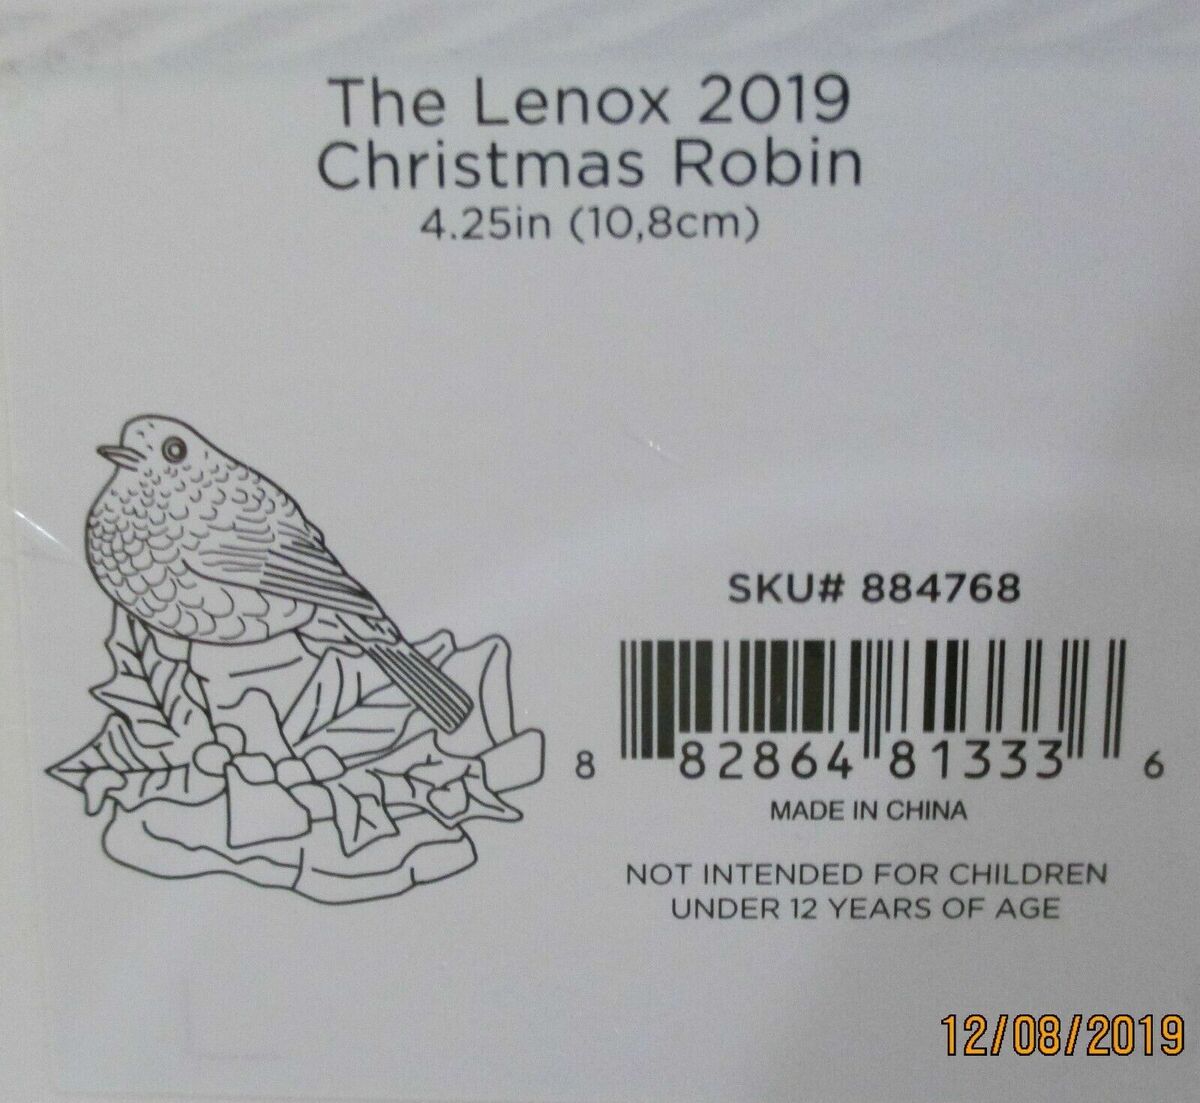 The Lenox 2019
Christmas Robin
4.25in (10,8cm)
SKU# 884768
8 82864 81333 6
MADE IN CHINA
NOT INTENDED FOR CHILDREN
UNDER 12 YEARS OF AGE
12/08/2019